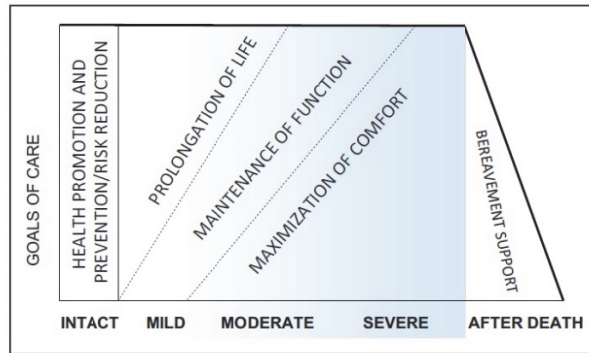 GOALS OF CARE
HEALTH PROMOTION AND
PREVENTION/RISK REDUCTION
PROLONGATION OF LIFE
MAINTENANCE OF FUNCTION
MAXIMIZATION OF COMFORT
BEREAVEMENT SUPPORT
INTACT MILD MODERATE SEVERE AFTER DEATH